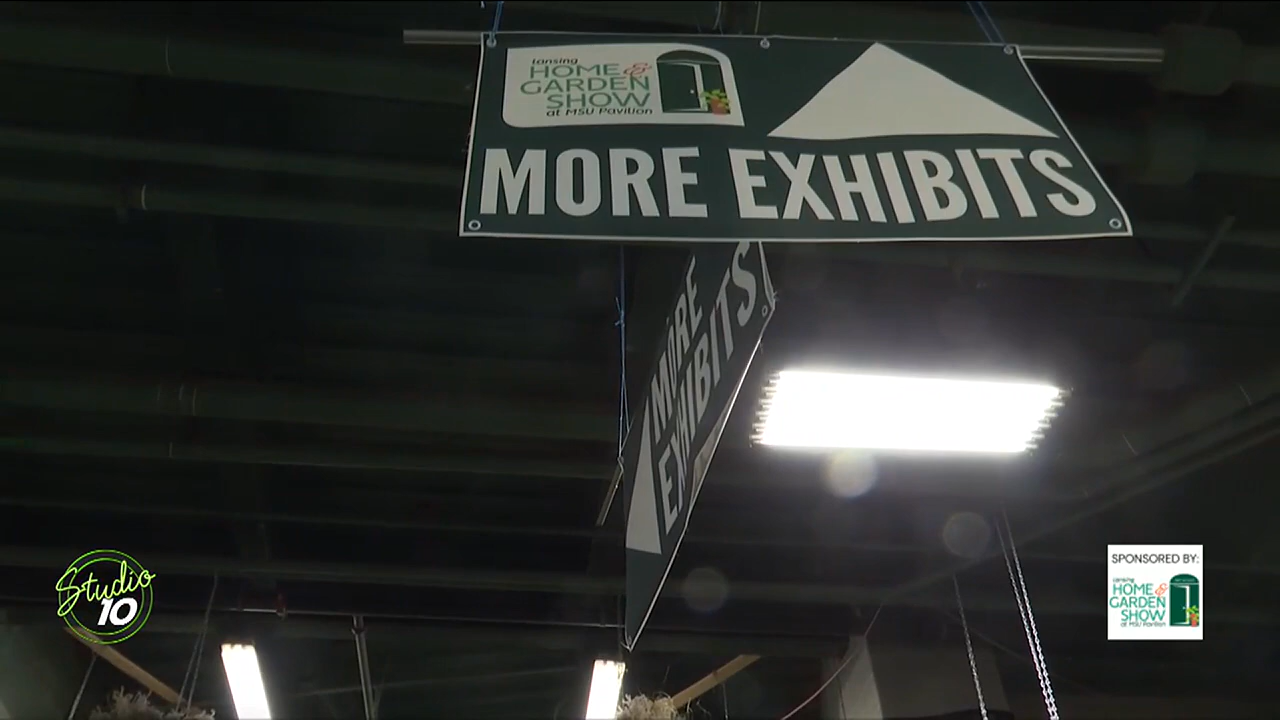 Lansing
HOME &
GARDEN
SHOW
at MSU Pavilion
MORE EXHIBITS
MORE
EXHIBITS
Studio
10
SPONSORED BY:
Lansing
HOME &
GARDEN
SHOW
at MSU Pavilion